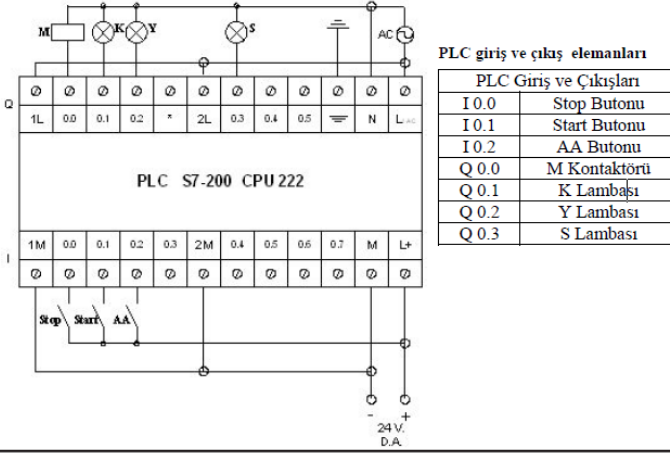 M K Y S AC
PLC giriş ve çıkış elemanları
PLC Giriş ve Çıkışları
I 0.0 Stop Butonu
I 0.1 Start Butonu
I 0.2 AA Butonu
Q 0.0 M Kontaktörü
Q 0.1 K Lambası
Q 0.2 Y Lambası
Q 0.3 S Lambası
Q
1L 0.0 0.1 0.2 * 2L 0.3 0.4 0.5 N L1 AC
PLC S7-200 CPU 222
I
1M 0.0 0.1 0.2 0.3 2M 0.4 0.5 0.6 0.7 M L+
Stop Start AA
- +
24 V.
D.A.